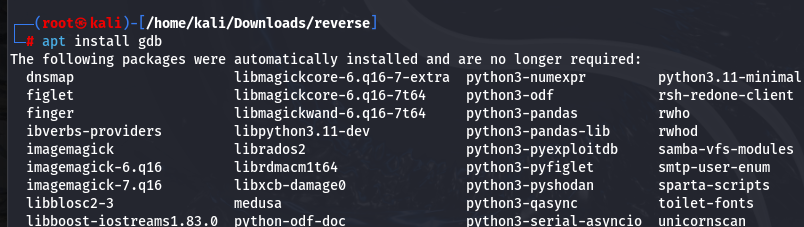 ┌──(root㉿kali)-[/home/kali/Downloads/reverse]
└─# apt install gdb
The following packages were automatically installed and are no longer required:
dnsmap libmagickcore-6.q16-7-extra python3-numexpr python3.11-minimal
figlet libmagickcore-6.q16-7t64 python3-odf rsh-redone-client
finger libmagickwand-6.q16-7t64 python3-pandas rwho
ibverbs-providers libpython3.11-dev python3-pandas-lib rwhod
imagemagick librados2 python3-pyexploitdb samba-vfs-modules
imagemagick-6.q16 librdmacm1t64 python3-pyfiglet smtp-user-enum
imagemagick-7.q16 libxcb-damage0 python3-pyshodan sparta-scripts
libblosc2-3 medusa python3-qasync toilet-fonts
libboost-iostreams1.83.0 python-odf-doc python3-serial-asyncio unicornscan